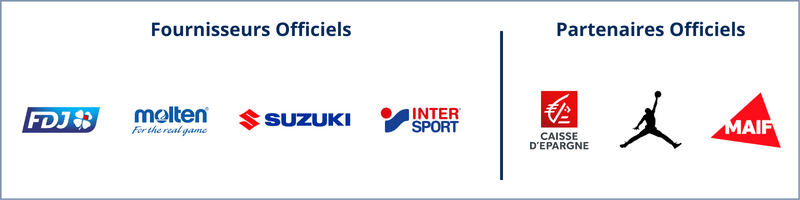 Fournisseurs Officiels
FDJ
molten
For the real game
SUZUKI
INTER
SPORT
Partenaires Officiels
CAISSE
D'EPARGNE
MAIF